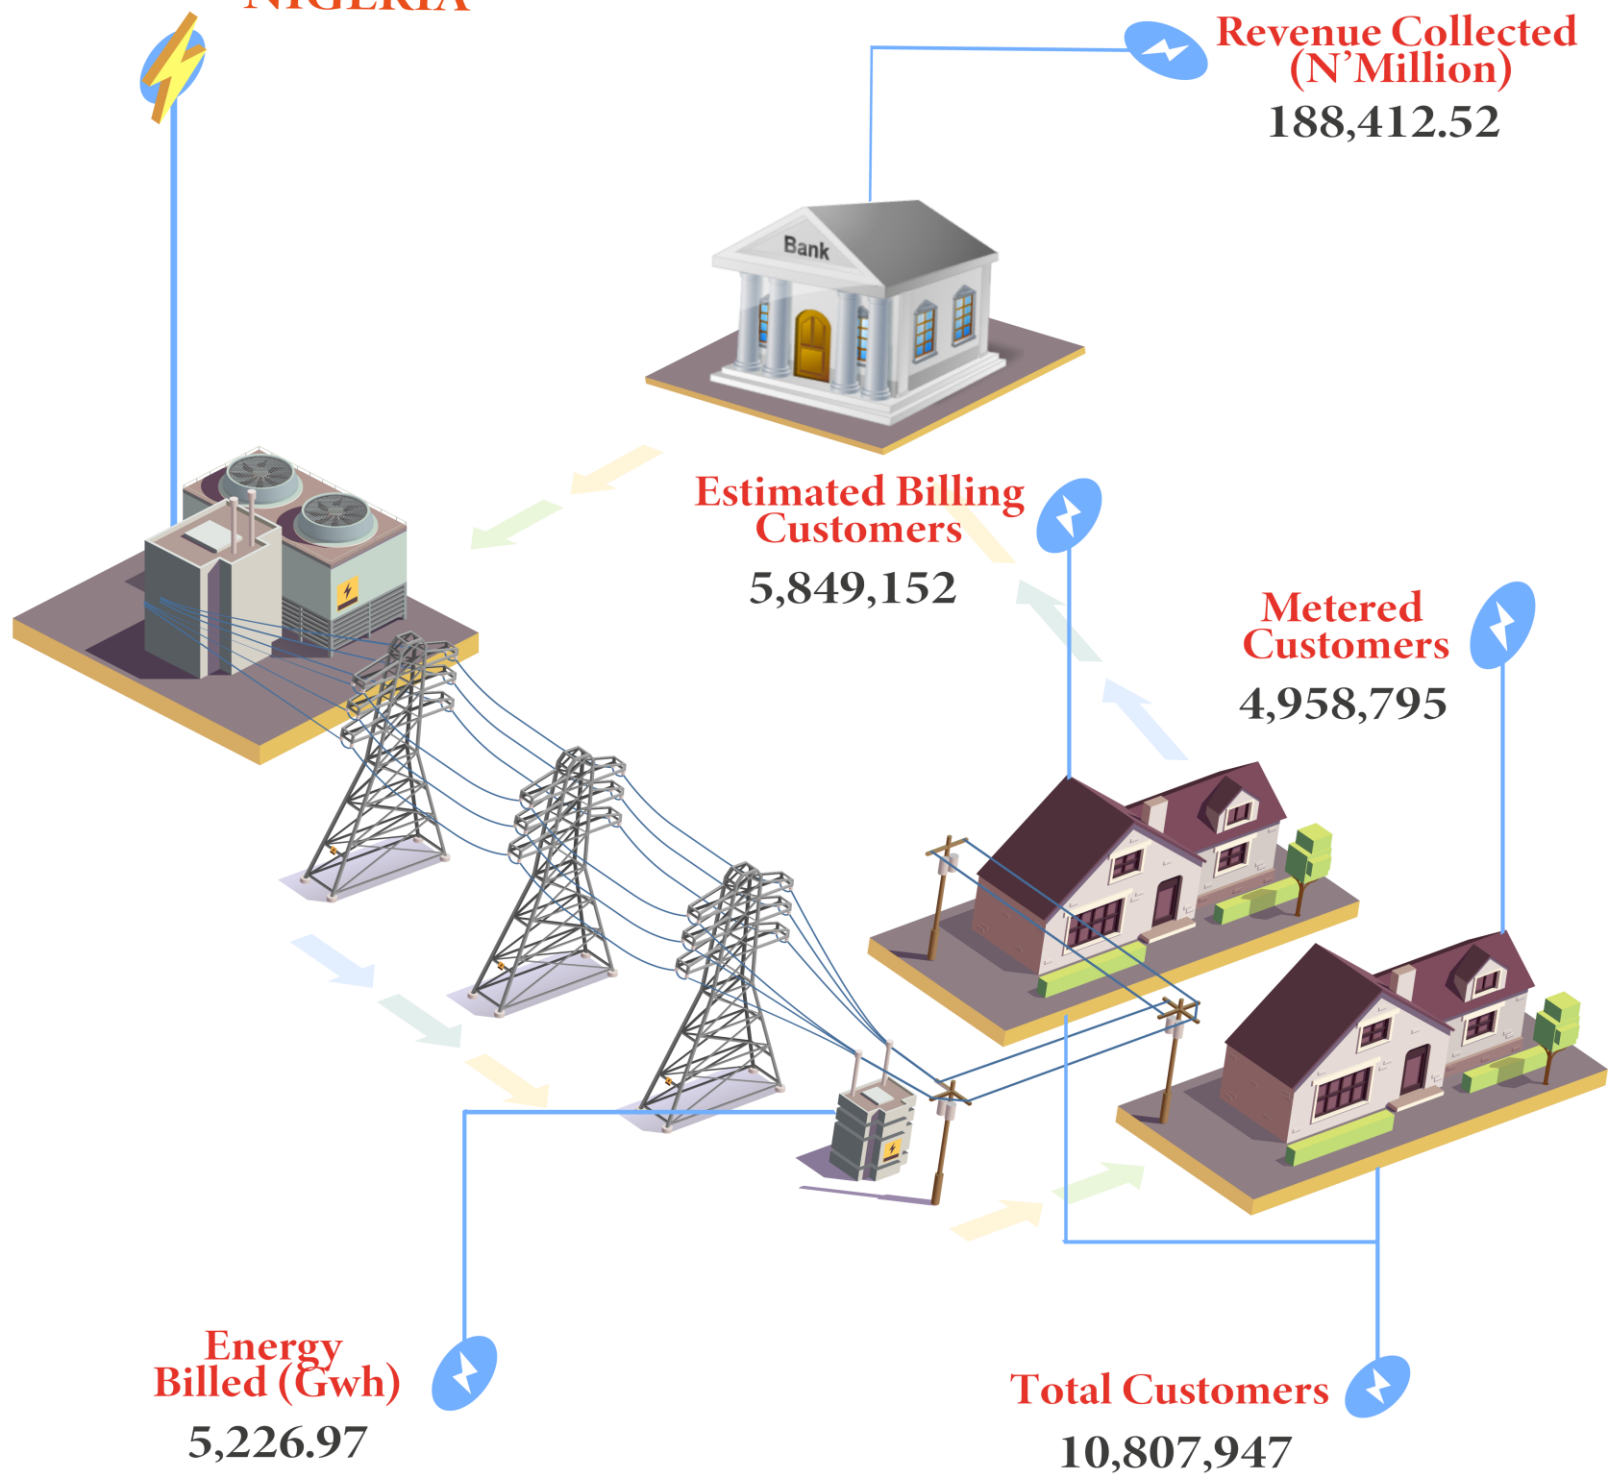 NIGERIA
Revenue Collected
(N'Million)
188,412.52
Bank
Estimated Billing
Customers
5,849,152
Metered
Customers
4,958,795
Energy
Billed (Gwh)
5,226.97
Total Customers
10,807,947